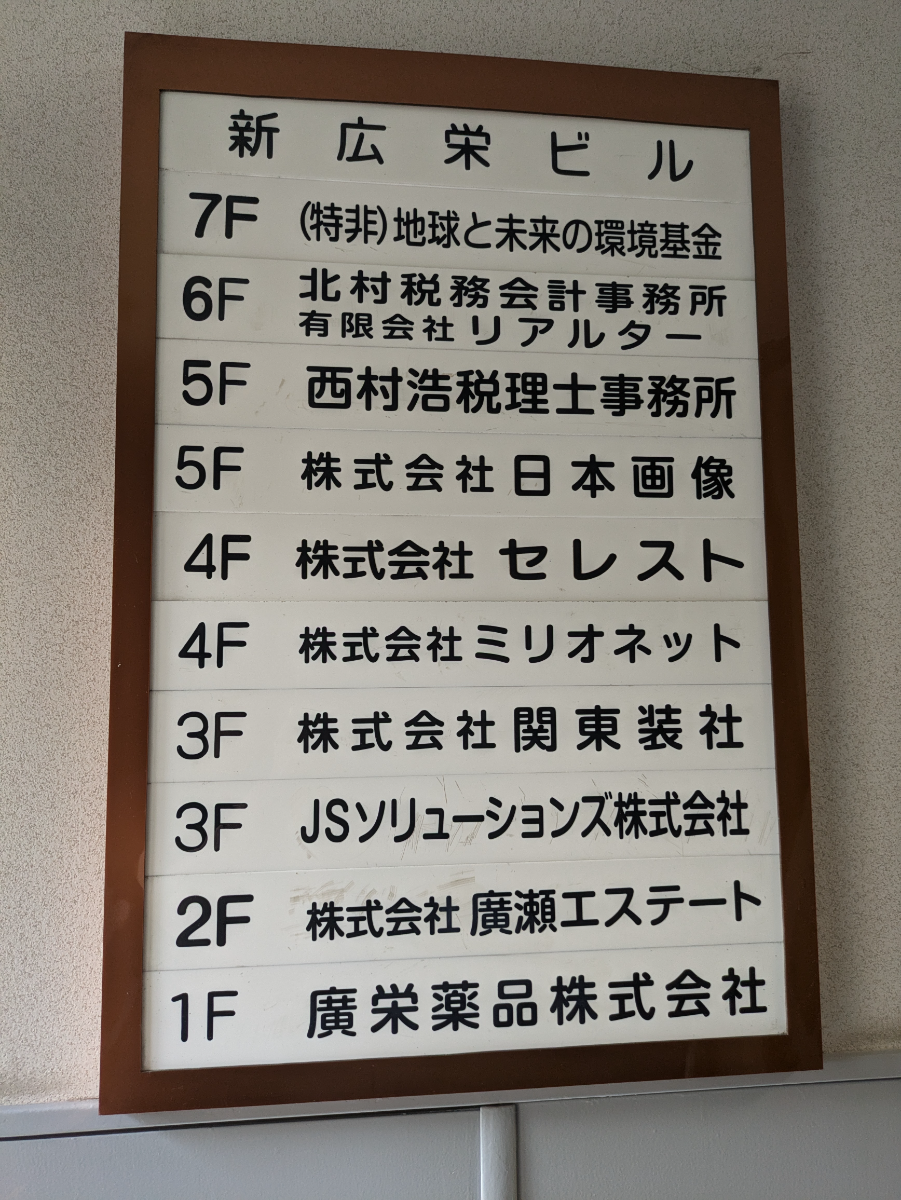 新広栄ビル
7F (特非)地球と未来の環境基金
6F 北村税務会計事務所
有限会社リアルター
5F 西村浩税理士事務所
5F 株式会社日本画像
4F 株式会社 セレスト
4F 株式会社ミリオネット
3F 株式会社関東装社
3F JSソリューションズ株式会社
2F 株式会社廣瀬エステート
1F 廣栄薬品株式会社